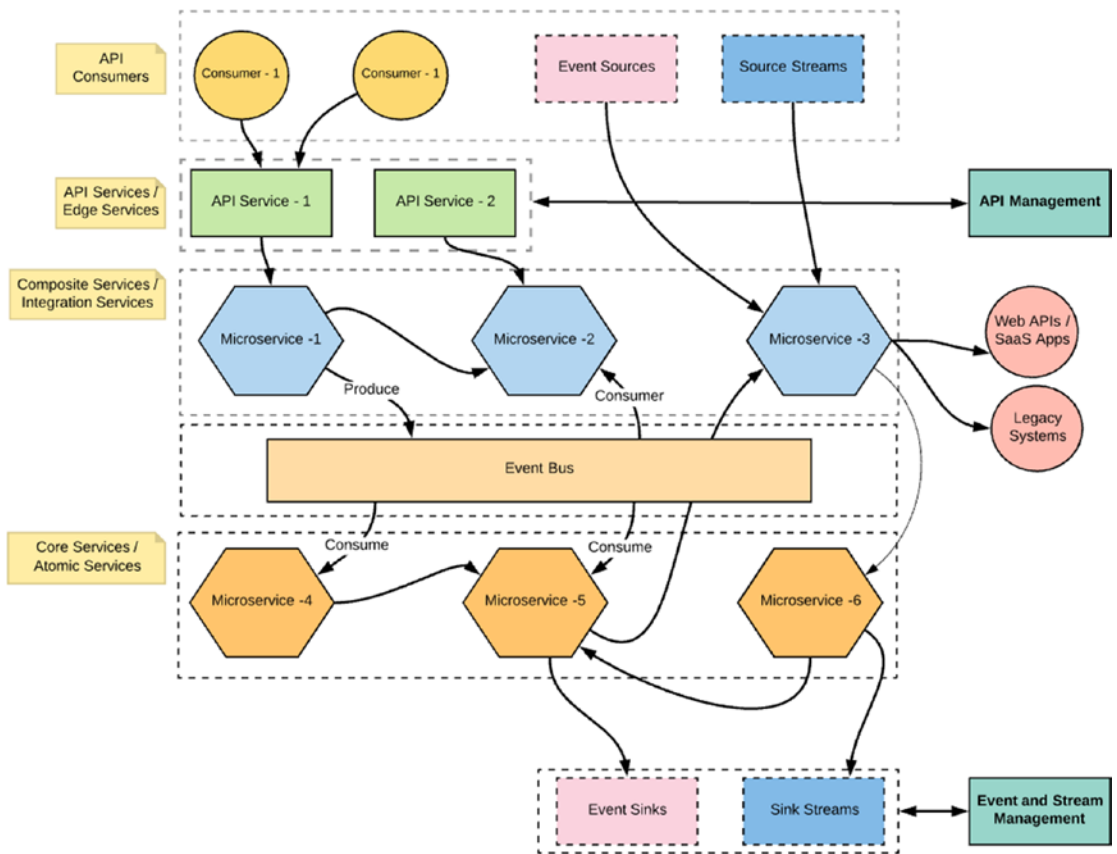 API
Consumers
Consumer - 1
Consumer - 1
Event Sources
Source Streams
API Services /
Edge Services
API Service - 1
API Service - 2
API Management
Composite Services /
Integration Services
Microservice -1
Microservice -2
Microservice -3
Web APIs /
SaaS Apps
Produce
Consumer
Legacy
Systems
Event Bus
Core Services /
Atomic Services
Consume
Consume
Microservice -4
Microservice -5
Microservice -6
Event Sinks
Sink Streams
Event and Stream
Management